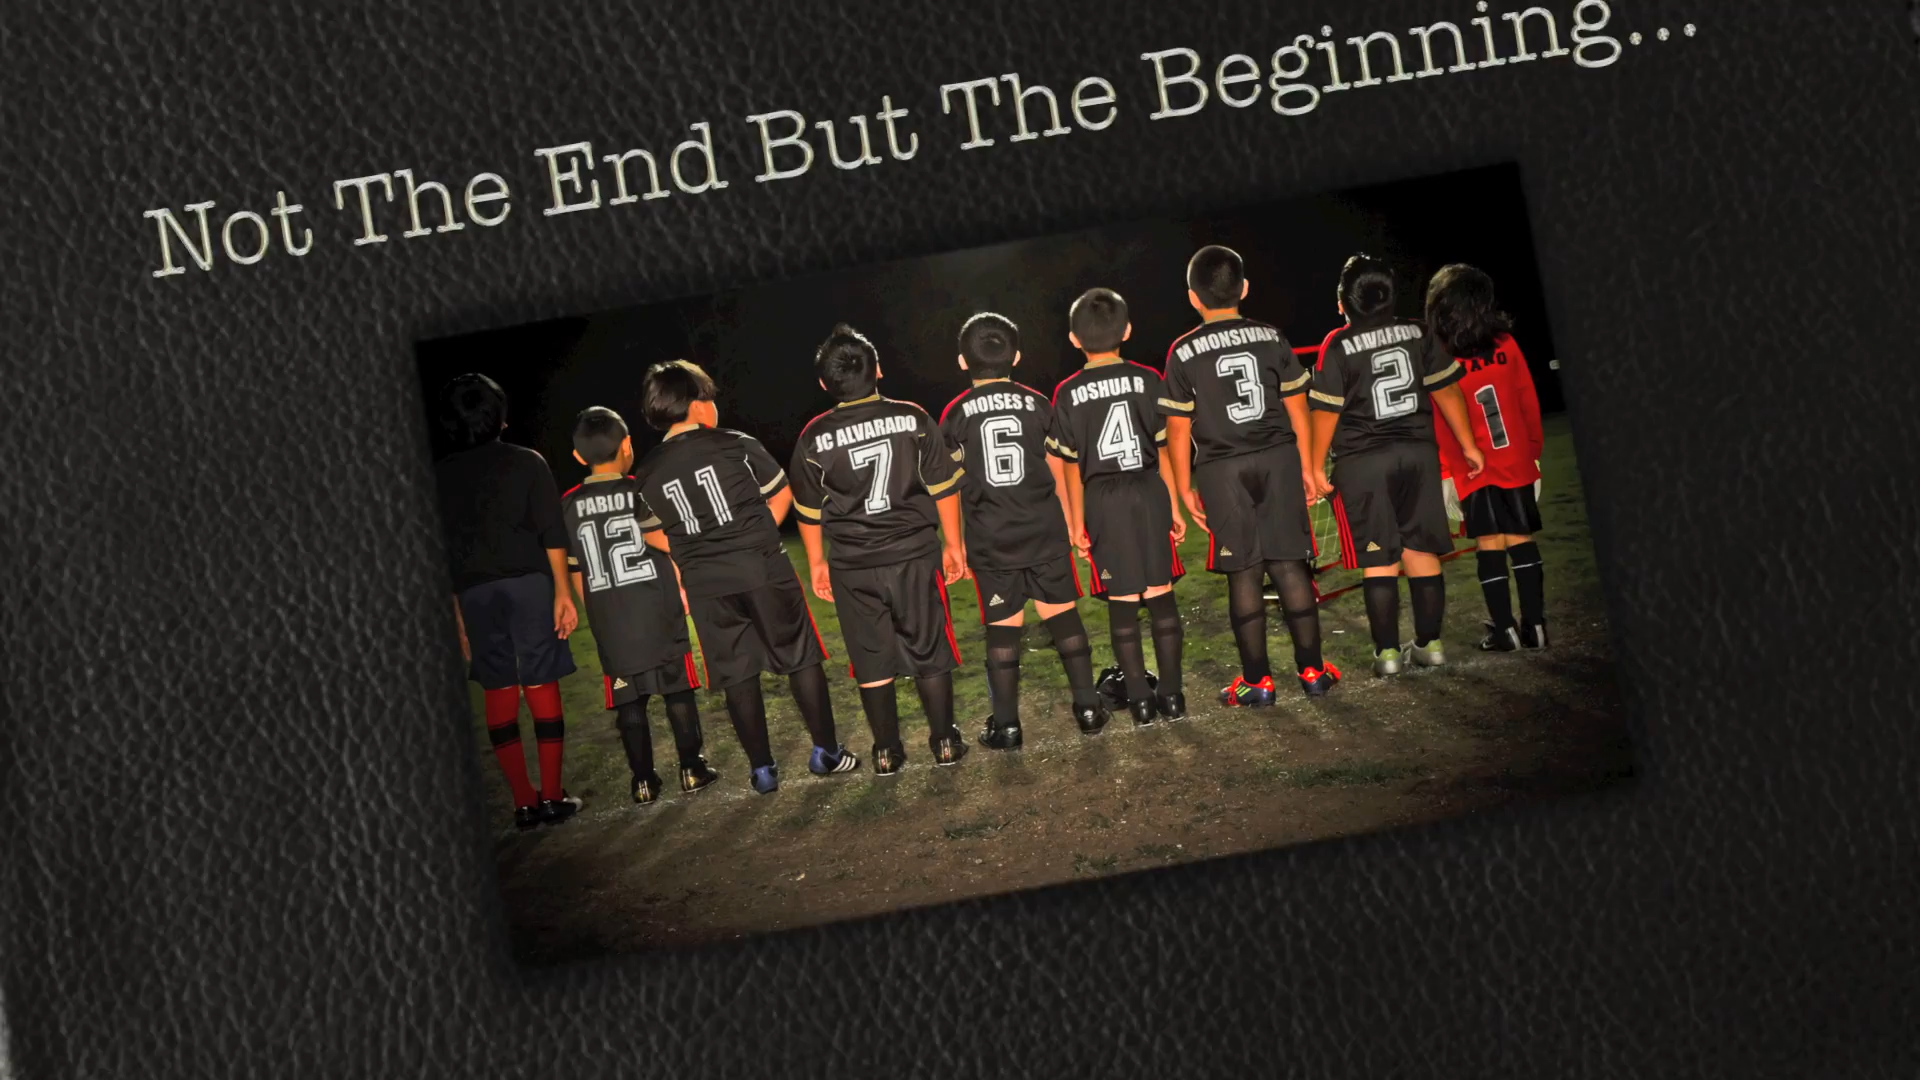 Not The End But The Beginning...
PABLO
12
11
JC ALVARADO
7
MOISES S
6
JOSHUA R
4
M MONSIVAIS
3
ALVAREDO
2
1